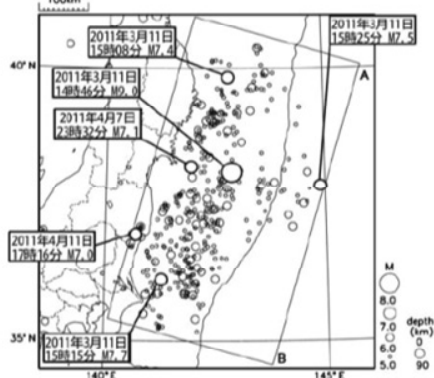 100km
2011年3月11日
15時25分 M7.5
2011年3月11日
15時08分 M7.4
40°N
A
2011年3月11日
14時46分 M9.0
2011年4月7日
23時32分 M7.1
2011年4月11日
17時16分 M7.0
M
8.0
7.0
6.0
5.0
depth
(km)
0
90
35°N
2011年3月11日
15時15分 M7.7
B
140°E
145°E